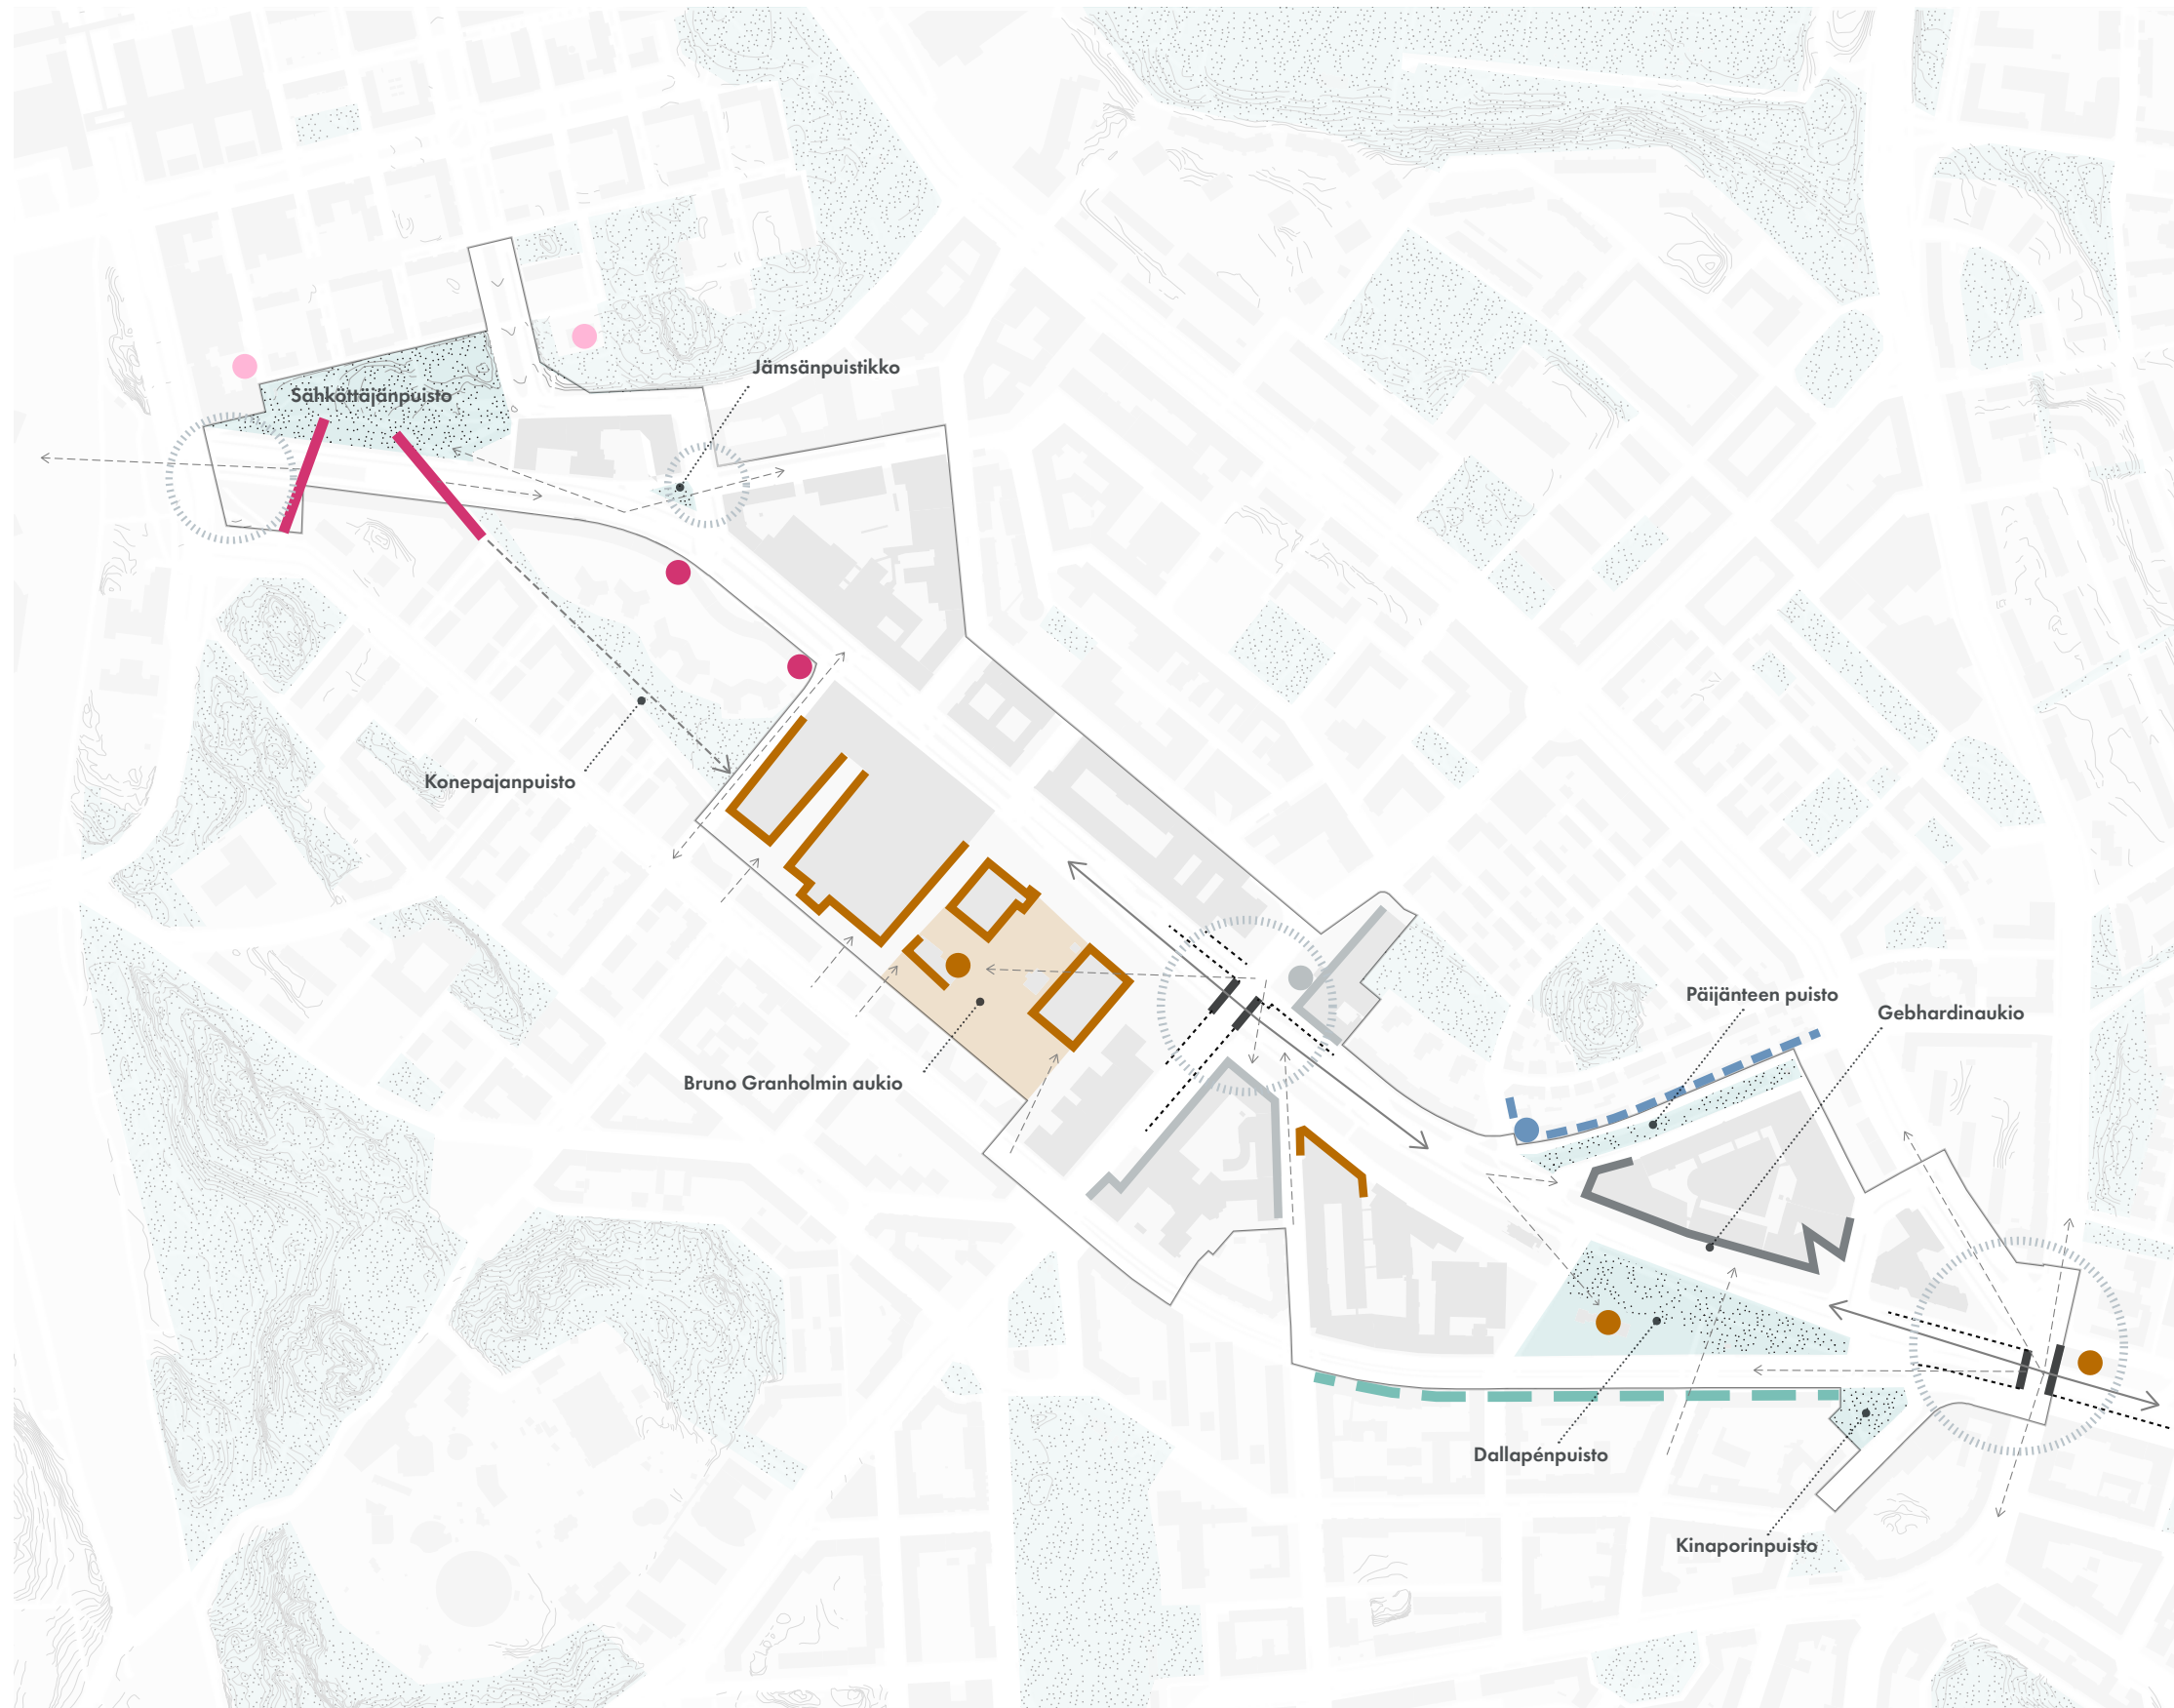 Jämsänpuistikko
Sähköttäjänpuisto
Konepajanpuisto
Päijänteen puisto
Gebhardinaukio
Bruno Granholmin aukio
Dallapénpuisto
Kinaporinpuisto